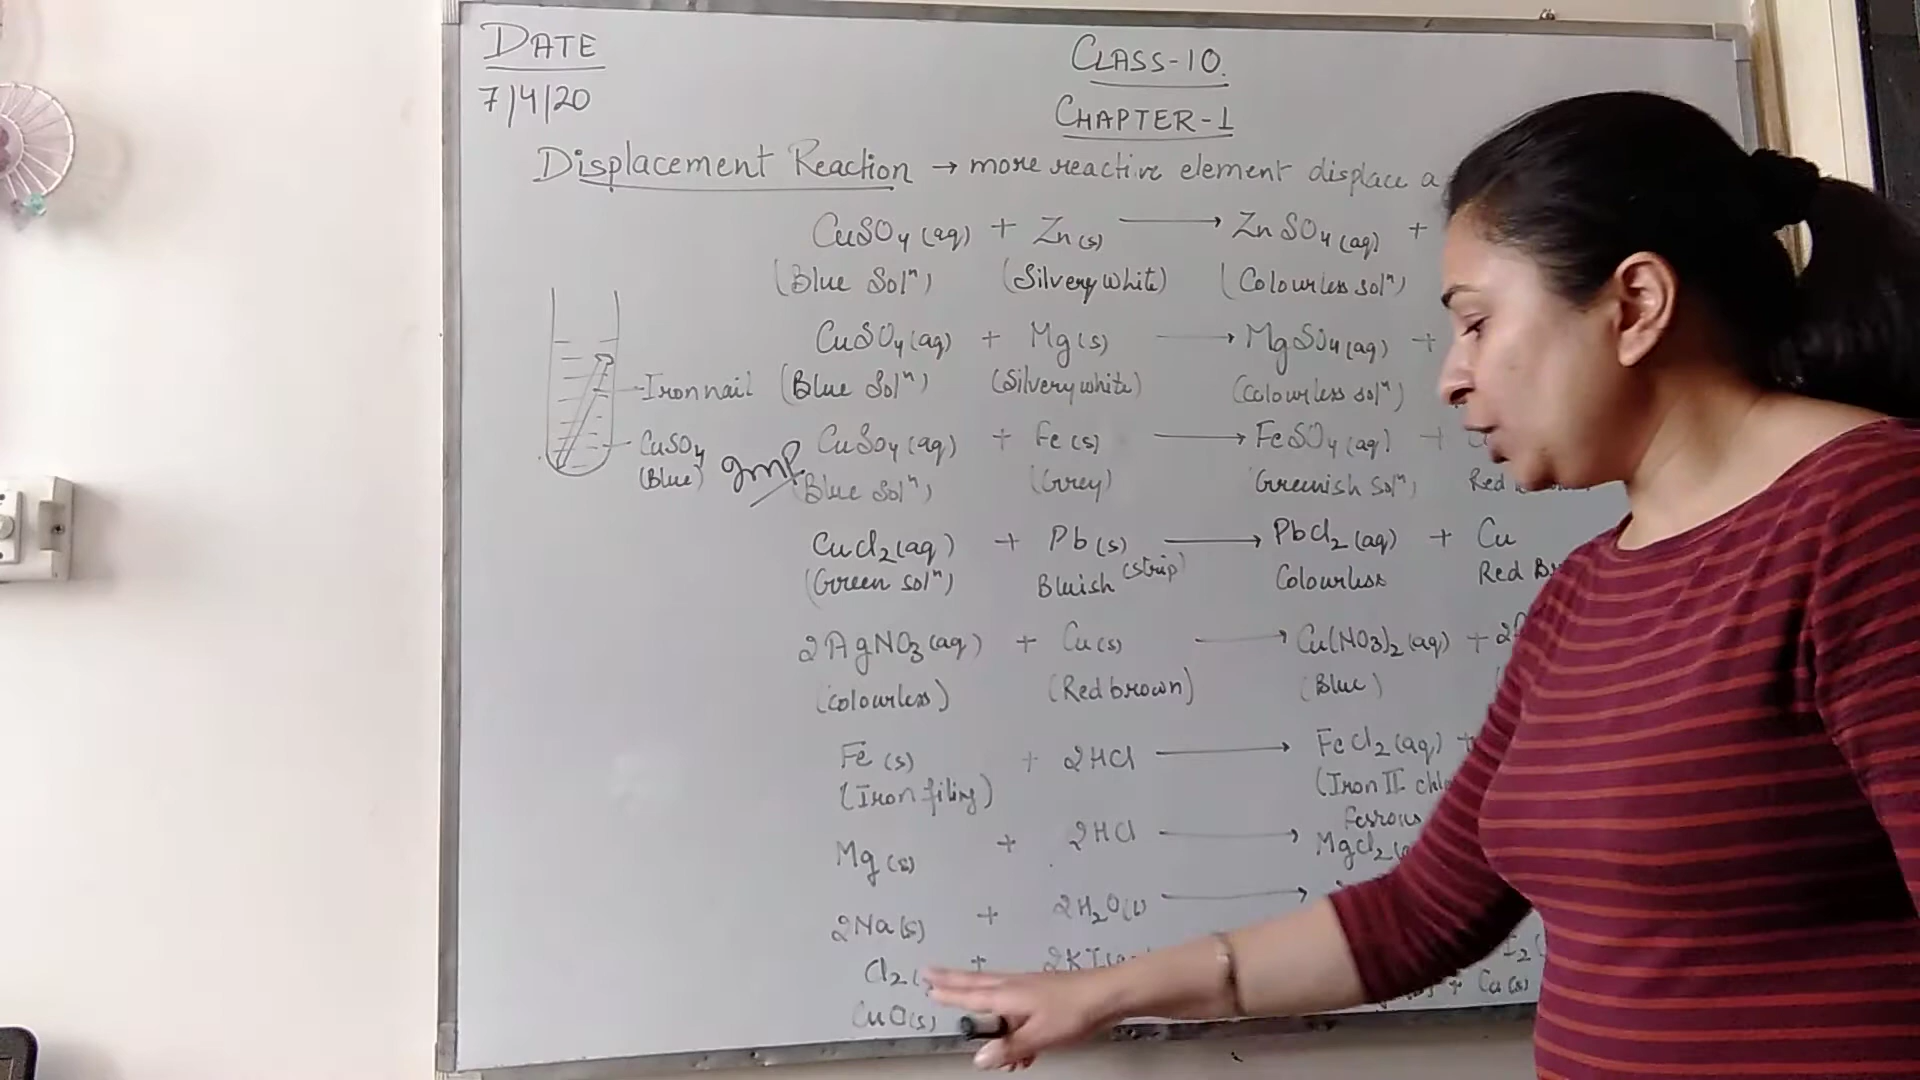 DATE
7/4/20
CLASS-10.
CHAPTER-1
Displacement Reaction → more reactive element displace a
CuSO4 (aq) + Zn (s) → ZnSO4 (aq) +
(Blue Solⁿ) (Silvery white) (Colourless solⁿ)
CuSO4 (aq) + Mg (s) → MgSO4 (aq) +
Iron nail (Blue Solⁿ) (Silvery white) (Colourless solⁿ)
CuSO4 (aq) + Fe (s) → FeSO4 (aq) +
CuSO4
(Blue) Imp (Blue Solⁿ) (Grey) Greenish Solⁿ) Red
CuCl2 (aq) + Pb (s) → PbCl2 (aq) + Cu
(Green solⁿ) Bluish (strip) Colourless Red
2AgNO3 (aq) + Cu (s) → Cu(NO3)2 (aq) +
(colourless) (Red brown) (Blue)
Fe (s) + 2HCl → FeCl2 (aq) +
(Iron filing) (Iron II
Ferrous
Mg (s) + 2HCl → MgCl2
2Na (s) + 2H2O (l) →
Cl2 + 2KI
CuO (s) + Cu (s)